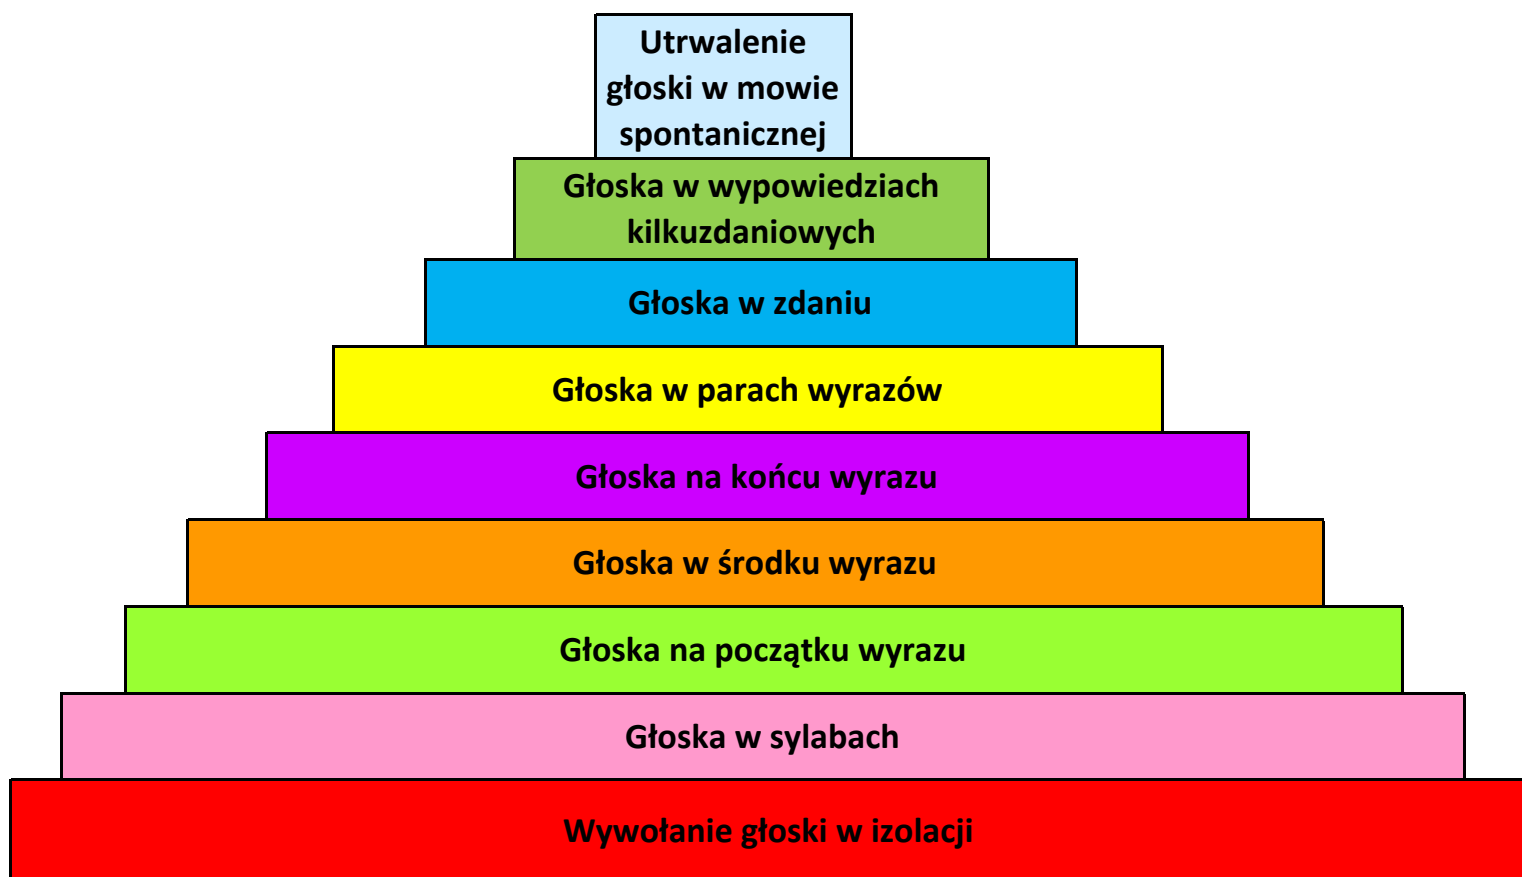 Utrwalenie
głoski w mowie
spontanicznej
Głoska w wypowiedziach
kilkuzdaniowych
Głoska w zdaniu
Głoska w parach wyrazów
Głoska na końcu wyrazu
Głoska w środku wyrazu
Głoska na początku wyrazu
Głoska w sylabach
Wywołanie głoski w izolacji